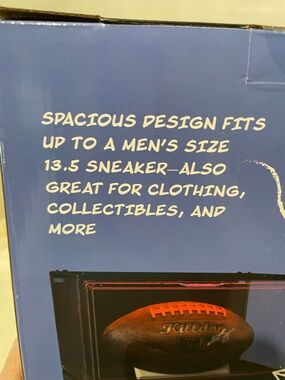 SPACIOUS DESIGN FITS
UP TO A MEN'S SIZE
13.5 SNEAKER—ALSO
GREAT FOR CLOTHING,
COLLECTIBLES, AND
MORE